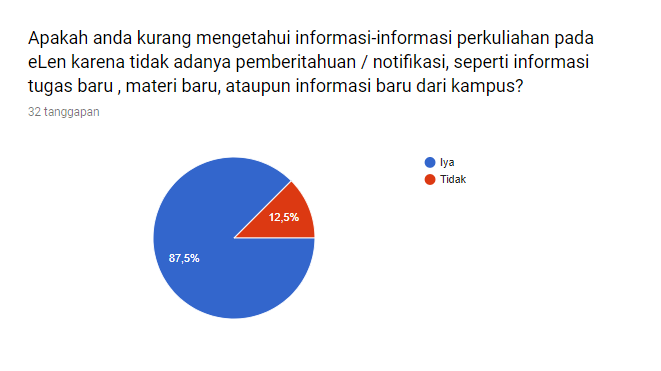 Apakah anda kurang mengetahui informasi-informasi perkuliahan pada
eLen karena tidak adanya pemberitahuan / notifikasi, seperti informasi
tugas baru , materi baru, ataupun informasi baru dari kampus?
32 tanggapan
Iya
Tidak
12,5%
87,5%